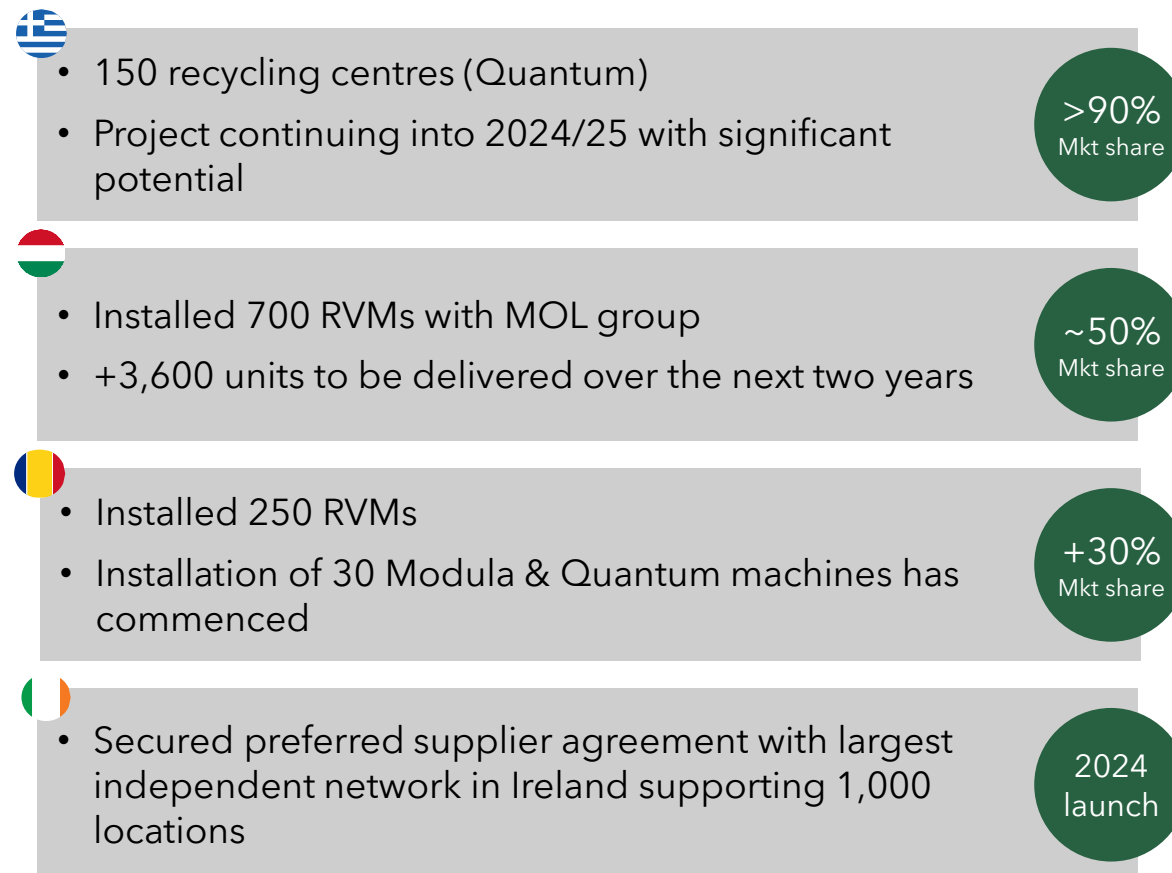 • 150 recycling centres (Quantum)
• Project continuing into 2024/25 with significant
potential
>90%
Mkt share
• Installed 700 RVMs with MOL group
• +3,600 units to be delivered over the next two years
~50%
Mkt share
• Installed 250 RVMs
• Installation of 30 Modula & Quantum machines has
commenced
+30%
Mkt share
• Secured preferred supplier agreement with largest
independent network in Ireland supporting 1,000
locations
2024
launch